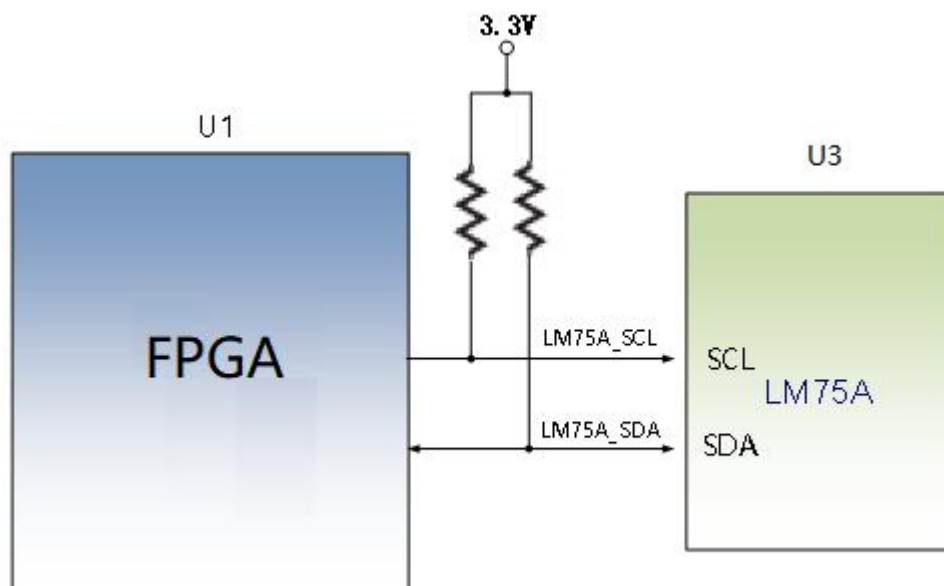 3.3V
U1
U3
FPGA
LM75A_SCL
SCL
LM75A
LM75A_SDA
SDA